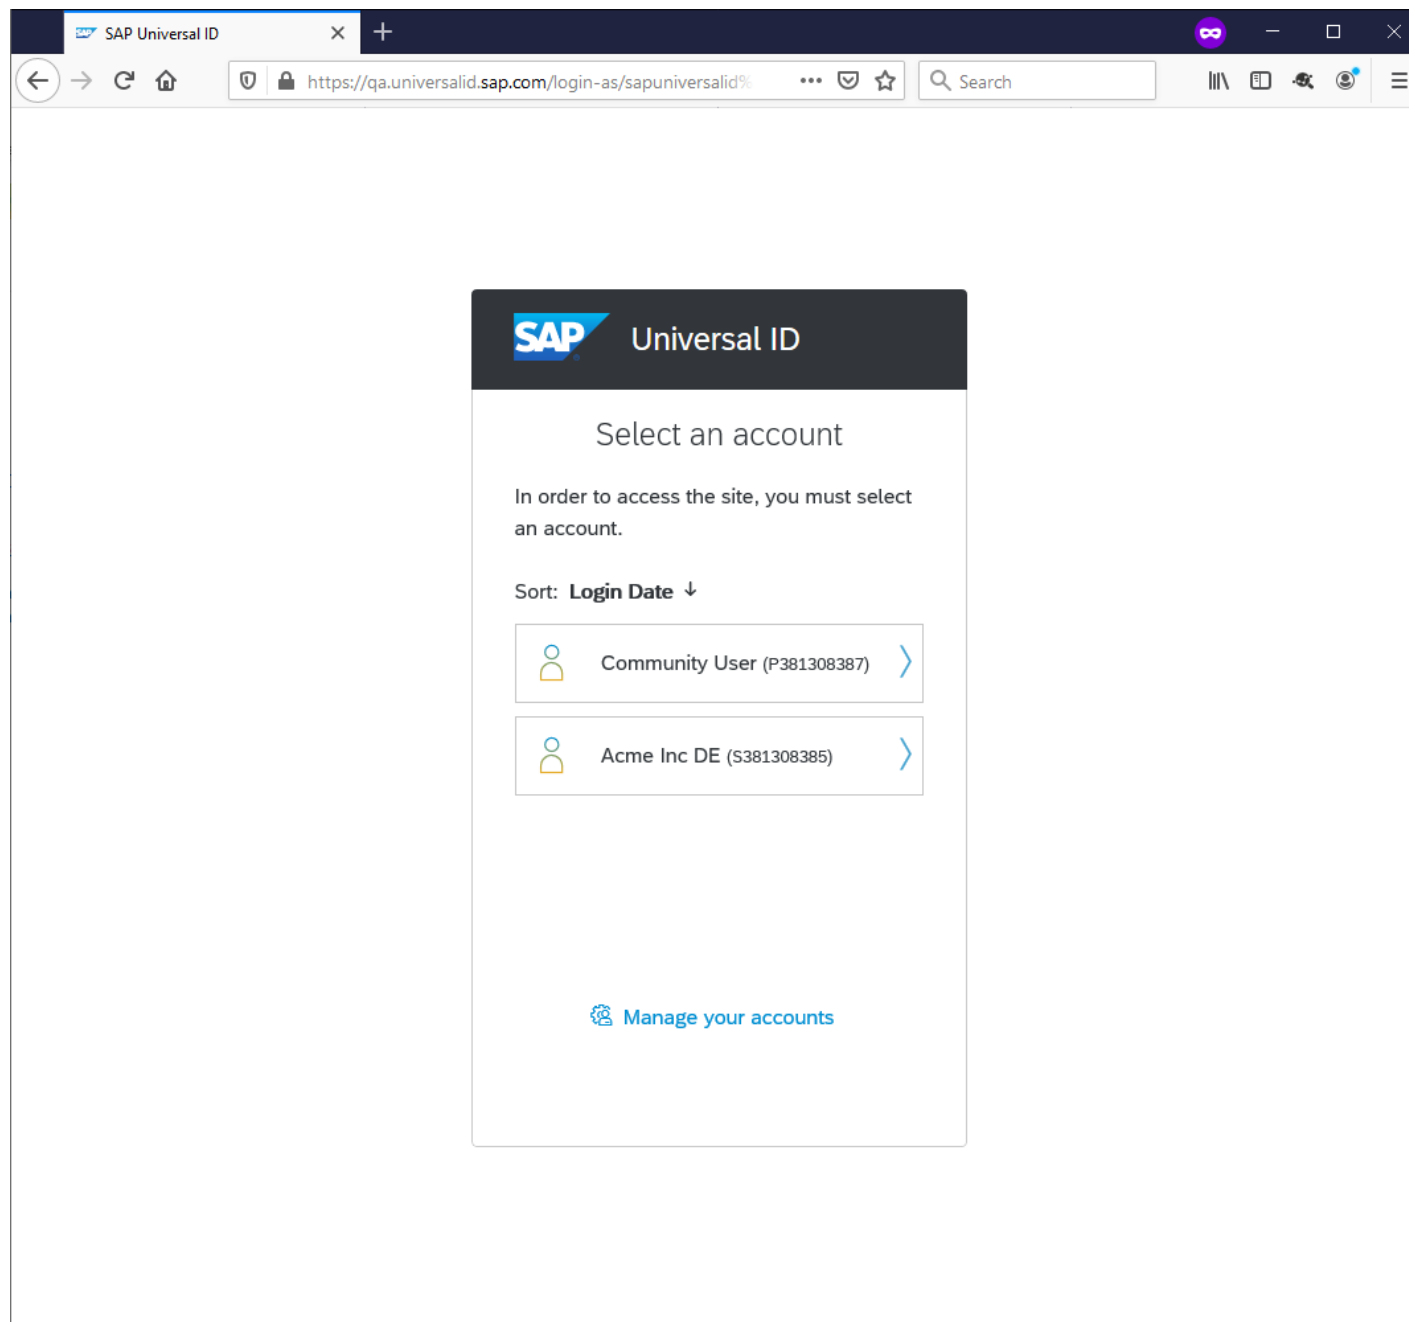 SAP Universal ID
https://qa.universalid.sap.com/login-as/sapuniversalid%
Search
SAP Universal ID
Select an account
In order to access the site, you must select
an account.
Sort: Login Date
Community User (P381308387)
Acme Inc DE (S381308385)
Manage your accounts